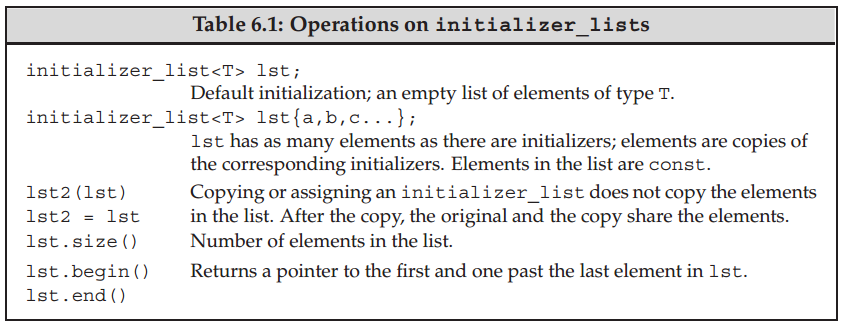 Table 6.1: Operations on initializer_lists
initializer_list<T> lst;
Default initialization; an empty list of elements of type T.
initializer_list<T> lst{a,b,c...};
lst has as many elements as there are initializers; elements are copies of
the corresponding initializers. Elements in the list are const.
lst2(lst) Copying or assigning an initializer_list does not copy the elements
lst2 = lst in the list. After the copy, the original and the copy share the elements.
lst.size() Number of elements in the list.
lst.begin() Returns a pointer to the first and one past the last element in lst.
lst.end()